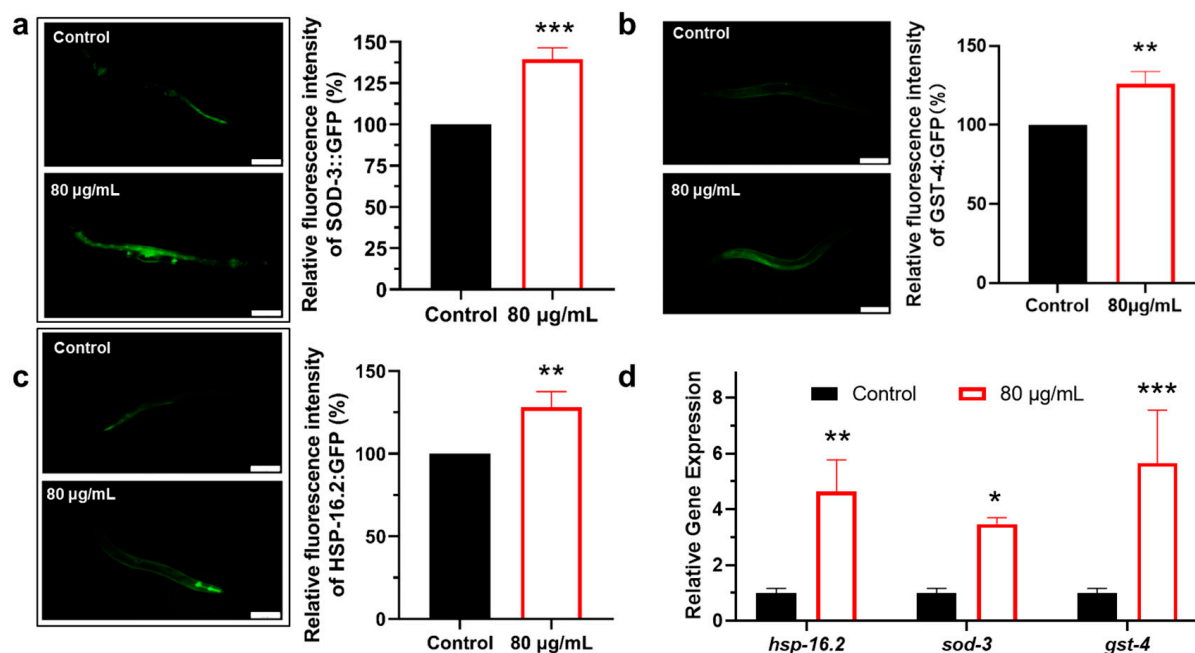 a
Control
80 µg/mL
Relative fluorescence intensity
of SOD-3::GFP (%)
150
125
100
75
50
25
0
***
Control
80 µg/mL
b
Control
80 µg/mL
Relative fluorescence intensity
of GST-4:GFP(%)
150
100
50
0
**
Control
80µg/mL
c
Control
80 µg/mL
Relative fluorescence intensity
of HSP-16.2:GFP (%)
150
100
50
0
**
Control
80 µg/mL
d
Relative Gene Expression
8
6
4
2
0
Control
80 µg/mL
**
*
***
hsp-16.2
sod-3
gst-4